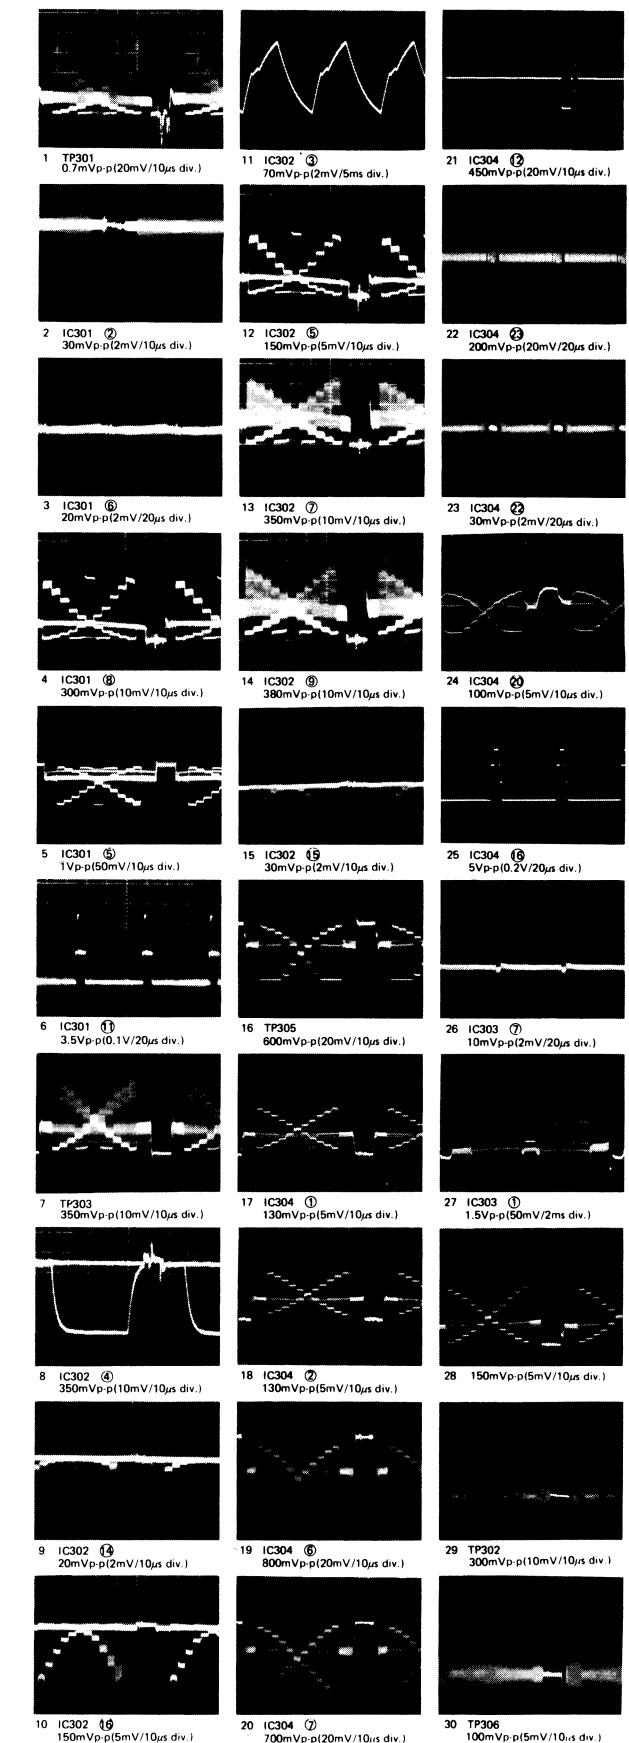 1 TP301
0.7mVp-p(20mV/10μs div.)
2 IC301 ②
30mVp-p(2mV/10μs div.)
3 IC301 ⑥
20mVp-p(2mV/20μs div.)
4 IC301 ⑧
300mVp-p(10mV/10μs div.)
5 IC301 ⑤
1Vp-p(50mV/10μs div.)
6 IC301 ⑪
3.5Vp-p(0.1V/20μs div.)
7 TP303
350mVp-p(10mV/10μs div.)
8 IC302 ④
350mVp-p(10mV/10μs div.)
9 IC302 ⑭
20mVp-p(2mV/10μs div.)
10 IC302 ⑯
150mVp-p(5mV/10μs div.)
11 IC302 ③
70mVp-p(2mV/5ms div.)
12 IC302 ⑤
150mVp-p(5mV/10μs div.)
13 IC302 ⑦
350mVp-p(10mV/10μs div.)
14 IC302 ⑨
380mVp-p(10mV/10μs div.)
15 IC302 ⑮
30mVp-p(2mV/10μs div.)
16 TP305
600mVp-p(20mV/10μs div.)
17 IC304 ①
130mVp-p(5mV/10μs div.)
18 IC304 ②
130mVp-p(5mV/10μs div.)
19 IC304 ⑥
800mVp-p(20mV/10μs div.)
20 IC304 ⑦
700mVp-p(20mV/10μs div.)
21 IC304 ⑫
450mVp-p(20mV/10μs div.)
22 IC304 ㉓
200mVp-p(20mV/20μs div.)
23 IC304 ㉒
30mVp-p(2mV/20μs div.)
24 IC304 ⑳
100mVp-p(5mV/10μs div.)
25 IC304 ⑯
5Vp-p(0.2V/20μs div.)
26 IC303 ⑦
10mVp-p(2mV/20μs div.)
27 IC303 ①
1.5Vp-p(50mV/2ms div.)
28 150mVp-p(5mV/10μs div.)
29 TP302
300mVp-p(10mV/10μs div.)
30 TP306
100mVp-p(5mV/10μs div.)